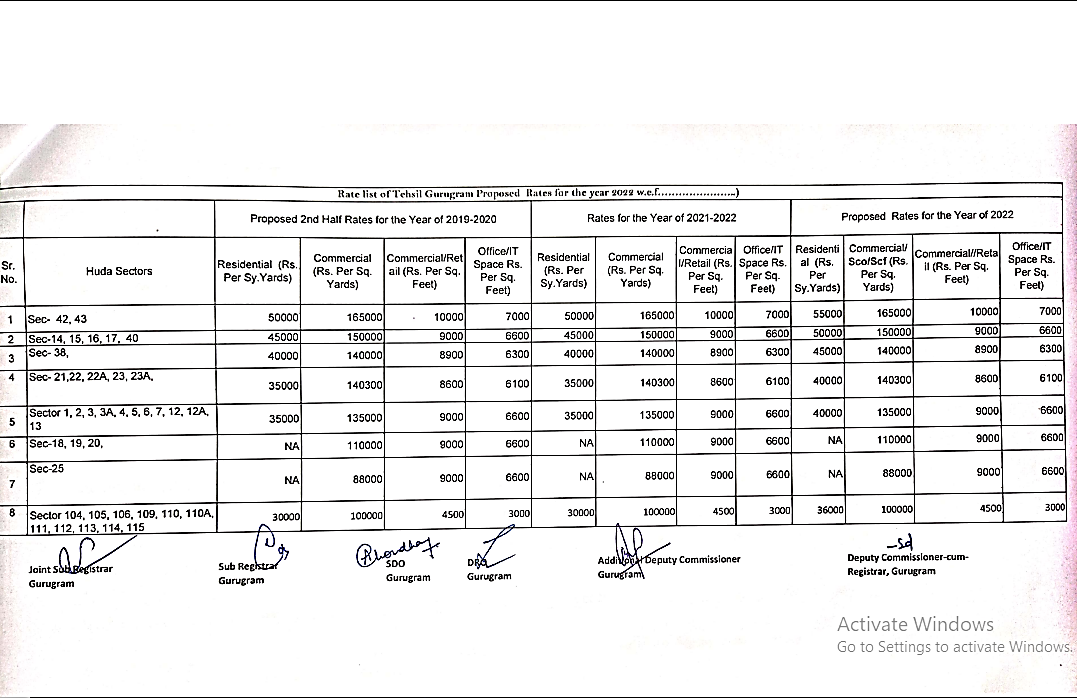 Rate list of Tehsil Gurugram Proposed Rates for the year 2022 w.e.f.......................)
Sr. No. Huda Sectors Proposed 2nd Half Rates for the Year of 2019-2020 Rates for the Year of 2021-2022 Proposed Rates for the Year of 2022
Residential (Rs. Per Sy.Yards) Commercial (Rs. Per Sq. Yards) Commercial/Retail (Rs. Per Sq. Feet) Office/IT Space Rs. Per Sq. Feet) Residential (Rs. Per Sy.Yards) Commercial (Rs. Per Sq. Yards) Commercial/Retail (Rs. Per Sq. Feet) Office/IT Space Rs. Per Sq. Feet) Residential (Rs. Per Sy.Yards) Commercial/Sco/Scf (Rs. Per Sq. Yards) Commercial//Retail (Rs. Per Sq. Feet) Office/IT Space Rs. Per Sq. Feet)
1 Sec- 42, 43 50000 165000 10000 7000 50000 165000 10000 7000 55000 165000 10000 7000
2 Sec-14, 15, 16, 17, 40 45000 150000 9000 6600 45000 150000 9000 6600 50000 150000 9000 6600
3 Sec- 38, 40000 140000 8900 6300 40000 140000 8900 6300 45000 140000 8900 6300
4 Sec- 21,22, 22A, 23, 23A, 35000 140300 8600 6100 35000 140300 8600 6100 40000 140300 8600 6100
5 Sector 1, 2, 3, 3A, 4, 5, 6, 7, 12, 12A, 13 35000 135000 9000 6600 35000 135000 9000 6600 40000 135000 9000 6600
6 Sec-18, 19, 20, NA 110000 9000 6600 NA 110000 9000 6600 NA 110000 9000 6600
7 Sec-25 NA 88000 9000 6600 NA 88000 9000 6600 NA 88000 9000 6600
8 Sector 104, 105, 106, 109, 110, 110A, 111, 112, 113, 114, 115 30000 100000 4500 3000 30000 100000 4500 3000 36000 100000 4500 3000
-Sd
Joint Sub Registrar
Gurugram
Sub Registrar
Gurugram
SDO
Gurugram
DRO
Gurugram
Additional Deputy Commissioner
Gurugram
Deputy Commissioner-cum-
Registrar, Gurugram
Activate Windows
Go to Settings to activate Windows.